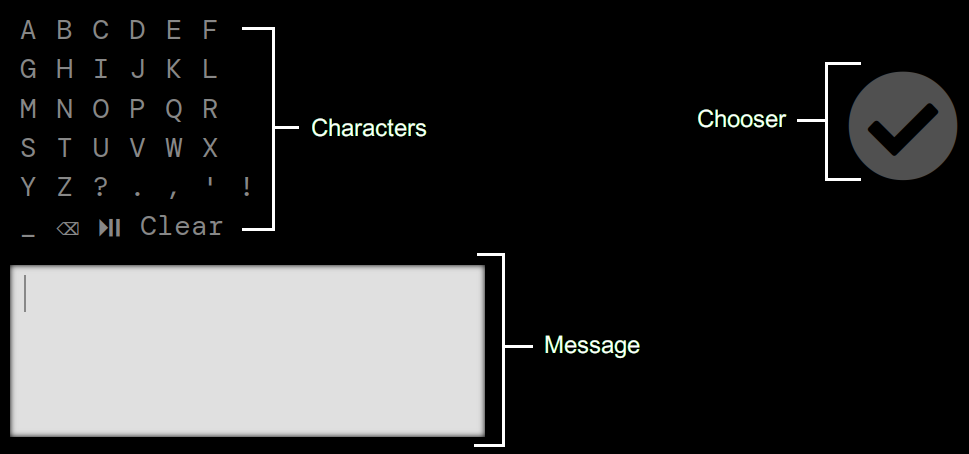 A B C D E F
G H I J K L
M N O P Q R
S T U V W X
Y Z ? . , ' !
_ ⌫ ⏯ Clear
Characters
Chooser
Message